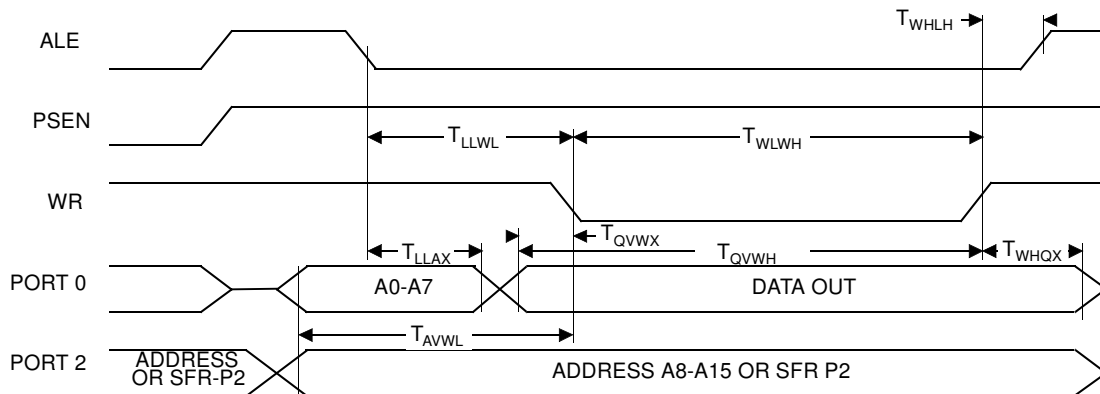 T_WHLH
ALE
PSEN
T_LLWL
T_WLWH
WR
T_QVWX
T_LLAX
T_QVWH
T_WHQX
PORT 0
A0-A7
DATA OUT
T_AVWL
PORT 2
ADDRESS
OR SFR-P2
ADDRESS A8-A15 OR SFR P2